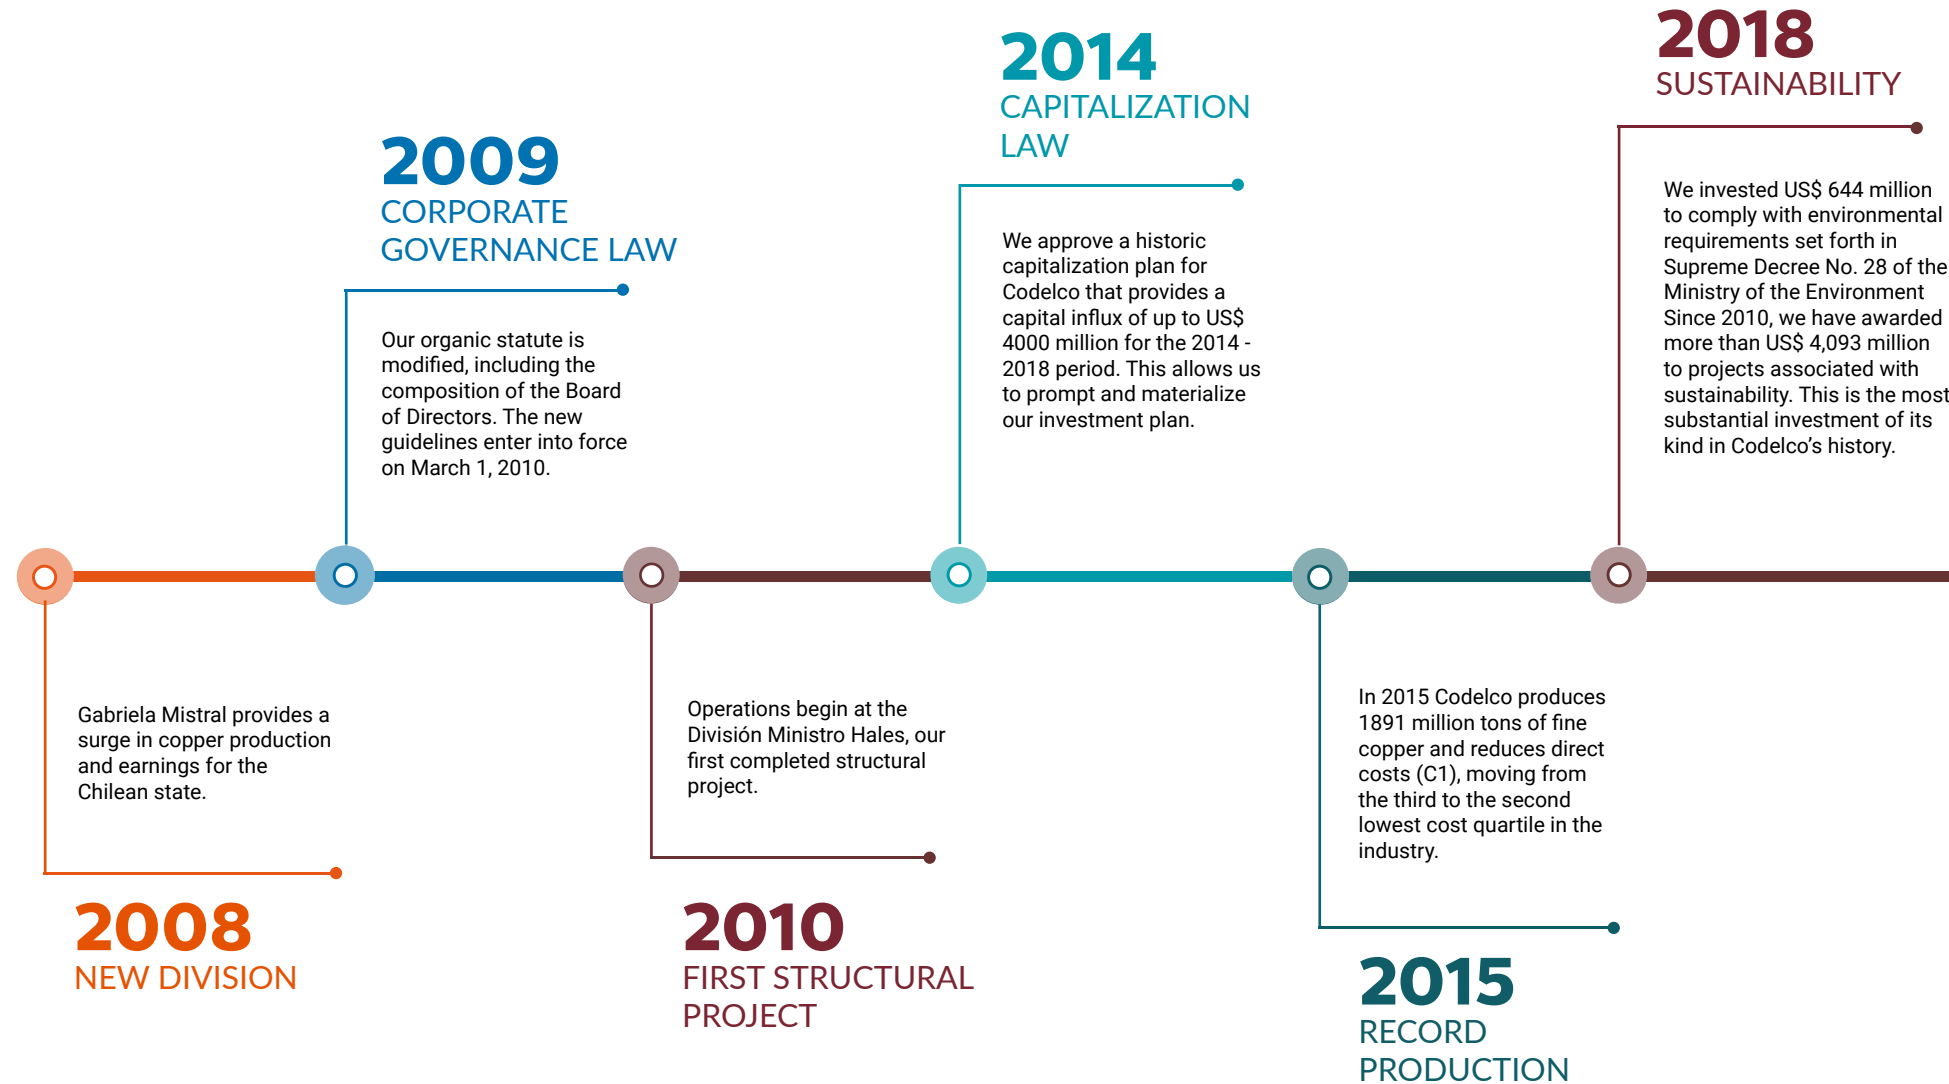 2008
NEW DIVISION
Gabriela Mistral provides a
surge in copper production
and earnings for the
Chilean state.
2009
CORPORATE
GOVERNANCE LAW
Our organic statute is
modified, including the
composition of the Board
of Directors. The new
guidelines enter into force
on March 1, 2010.
2010
FIRST STRUCTURAL
PROJECT
Operations begin at the
División Ministro Hales, our
first completed structural
project.
2014
CAPITALIZATION
LAW
We approve a historic
capitalization plan for
Codelco that provides a
capital influx of up to US$
4000 million for the 2014 -
2018 period. This allows us
to prompt and materialize
our investment plan.
2015
RECORD
PRODUCTION
In 2015 Codelco produces
1891 million tons of fine
copper and reduces direct
costs (C1), moving from
the third to the second
lowest cost quartile in the
industry.
2018
SUSTAINABILITY
We invested US$ 644 million
to comply with environmental
requirements set forth in
Supreme Decree No. 28 of the
Ministry of the Environment
Since 2010, we have awarded
more than US$ 4,093 million
to projects associated with
sustainability. This is the most
substantial investment of its
kind in Codelco’s history.